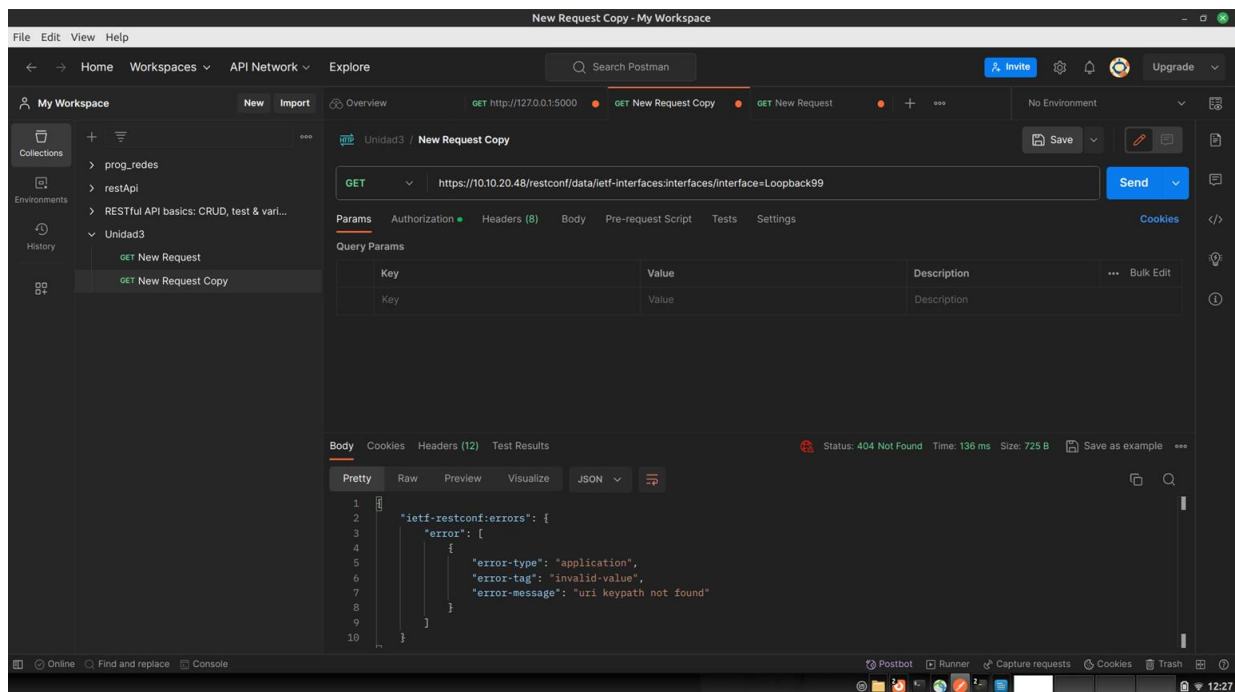 New Request Copy - My Workspace
File Edit View Help
Home Workspaces API Network Explore Search Postman Invite Upgrade
My Workspace New Import Overview GET http://127.0.0.1:5000 GET New Request Copy GET New Request No Environment
Collections
Environments
History
prog_redes
restApi
RESTful API basics: CRUD, test & vari...
Unidad3
GET New Request
GET New Request Copy
HTTP Unidad3 / New Request Copy Save
GET https://10.10.20.48/restconf/data/ietf-interfaces:interfaces/interface=Loopback99 Send
Params Authorization Headers (8) Body Pre-request Script Tests Settings Cookies
Query Params
Key Value Description Bulk Edit
Key Value Description
Body Cookies Headers (12) Test Results Status: 404 Not Found Time: 136 ms Size: 725 B Save as example
Pretty Raw Preview Visualize JSON
1 {
2 "ietf-restconf:errors": {
3 "error": [
4 {
5 "error-type": "application",
6 "error-tag": "invalid-value",
7 "error-message": "uri keypath not found"
8 }
9 ]
10 }
Online Find and replace Console Postbot Runner Capture requests Cookies Trash
12:27